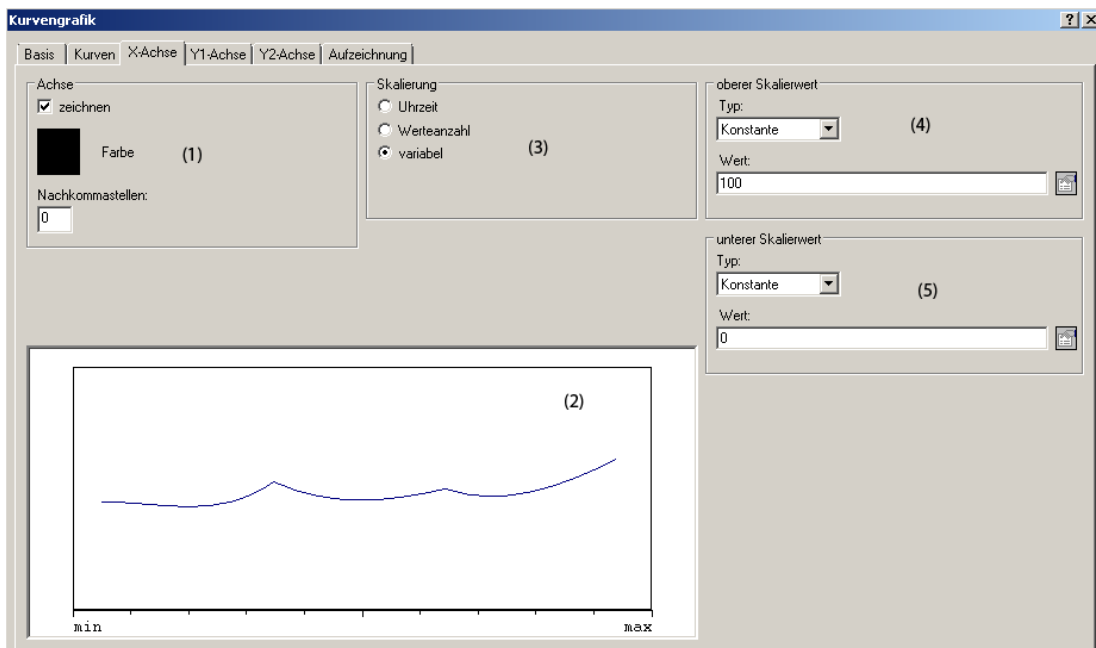 Kurvengrafik
Basis Kurven X-Achse Y1-Achse Y2-Achse Aufzeichnung
Achse
zeichnen
Farbe (1)
Nachkommastellen:
0
Skalierung
Uhrzeit
Werteanzahl
variabel
(3)
oberer Skalierwert
Typ:
Konstante
(4)
Wert:
100
unterer Skalierwert
Typ:
Konstante
(5)
Wert:
0
(2)
min max